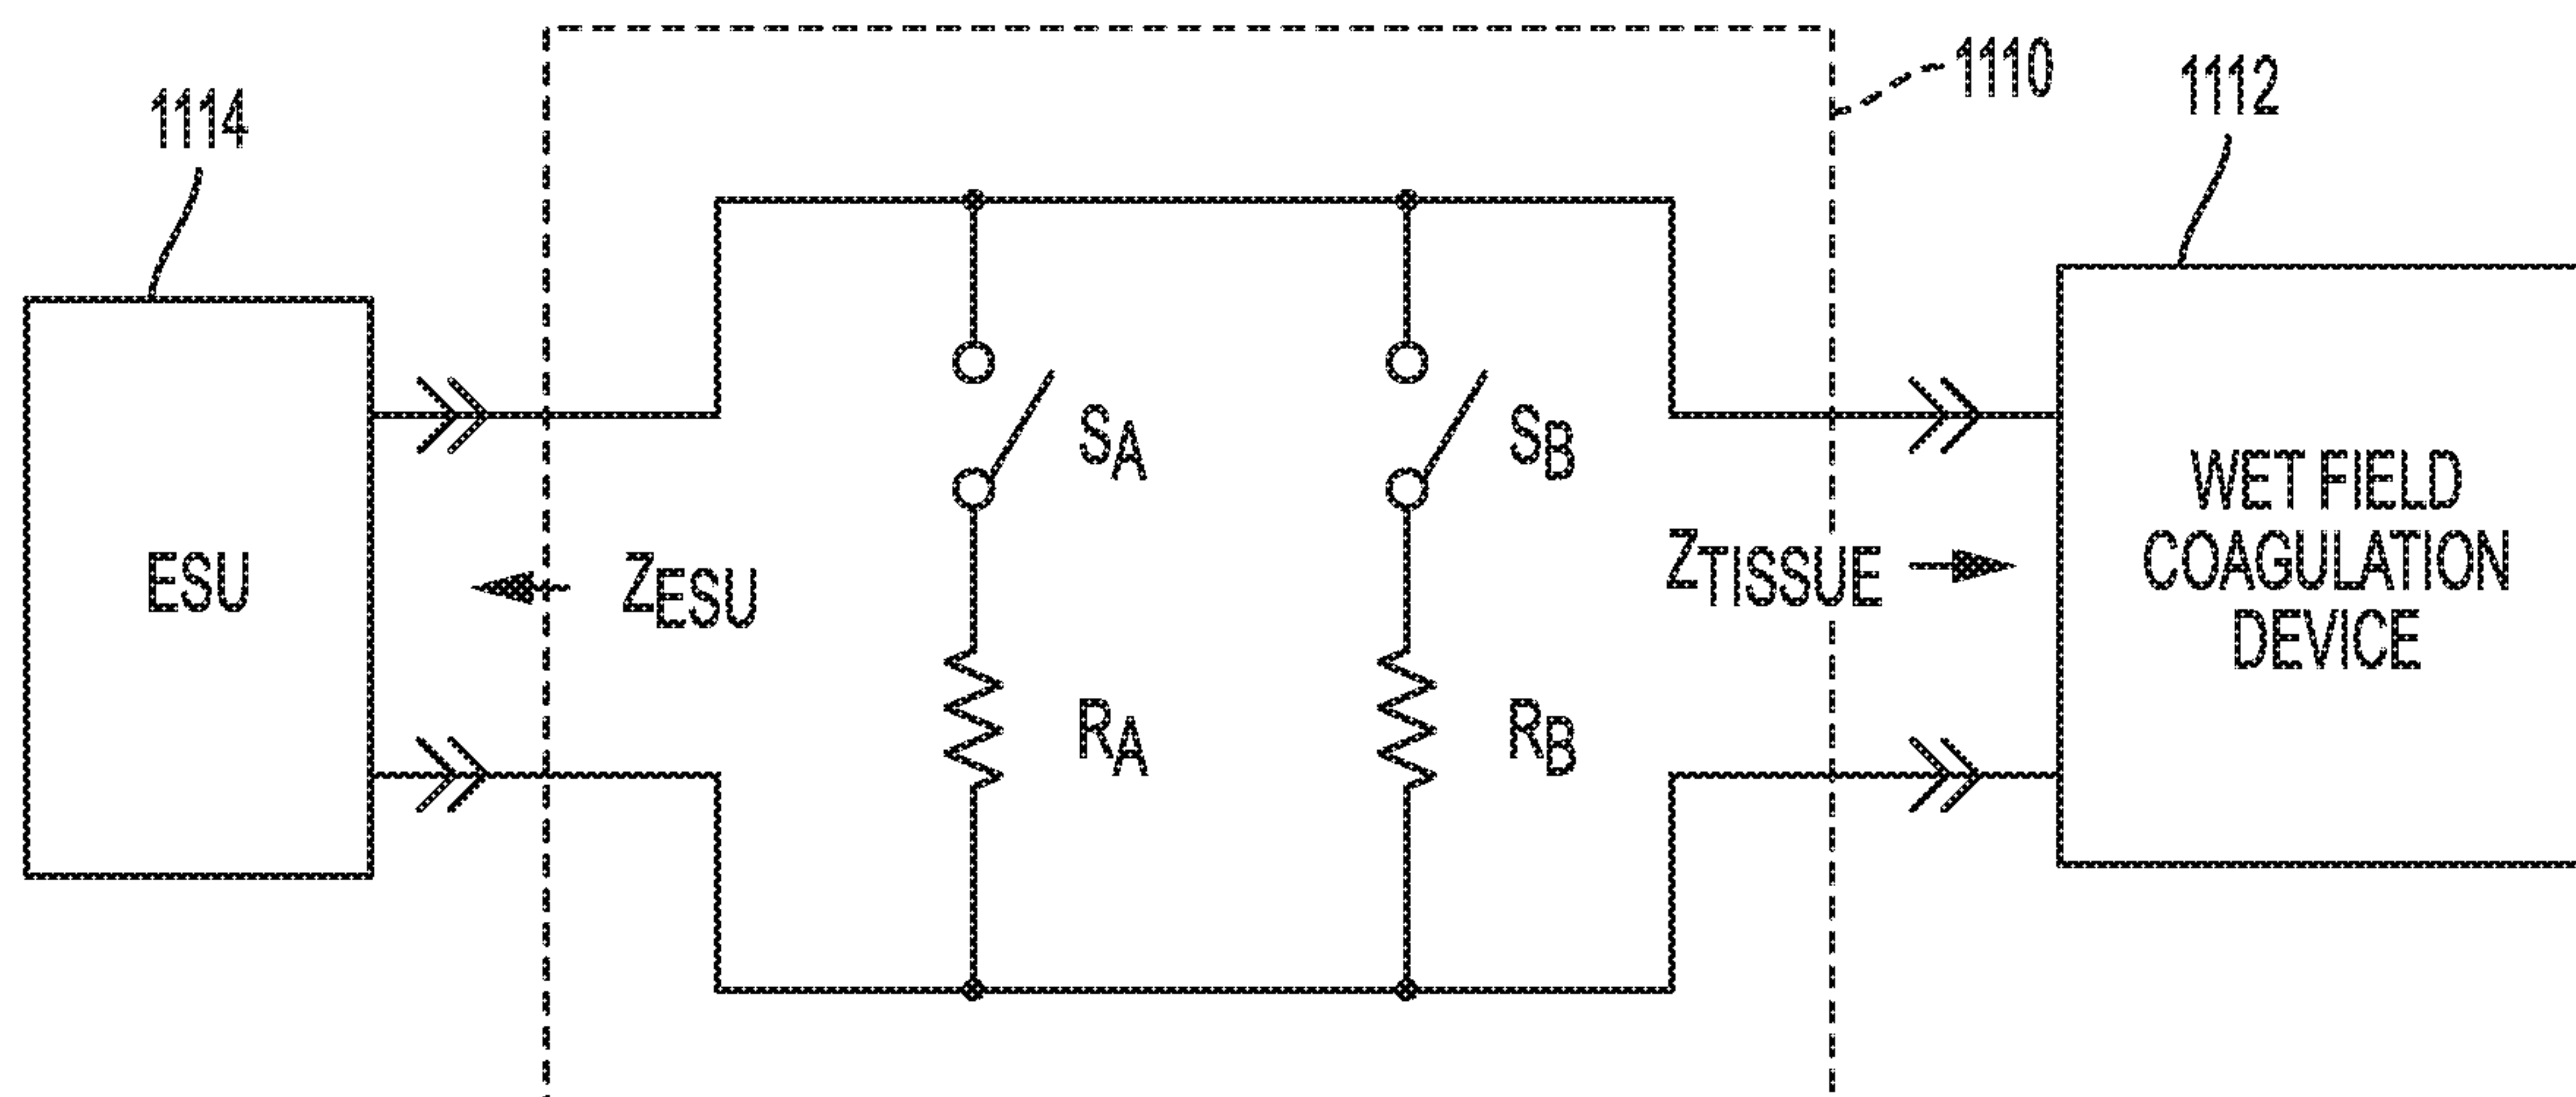 1114
1110
1112
ESU
ZESU
SA
RA
SB
RB
ZTISSUE
WET FIELD
COAGULATION
DEVICE